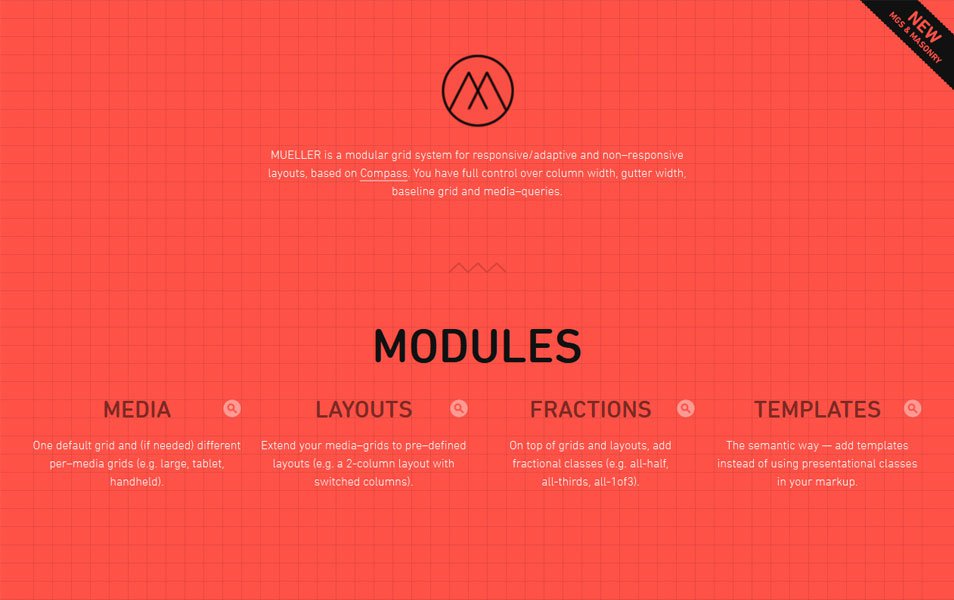 NEW
MGS & MASONRY
MUELLER is a modular grid system for responsive/adaptive and non–responsive
layouts, based on Compass. You have full control over column width, gutter width,
baseline grid and media–queries.
MODULES
MEDIA
One default grid and (if needed) different
per–media grids (e.g. large, tablet,
handheld).
LAYOUTS
Extend your media–grids to pre–defined
layouts (e.g. a 2-column layout with
switched columns).
FRACTIONS
On top of grids and layouts, add
fractional classes (e.g. all-half,
all-thirds, all-1of3).
TEMPLATES
The semantic way — add templates
instead of using presentational classes
in your markup.